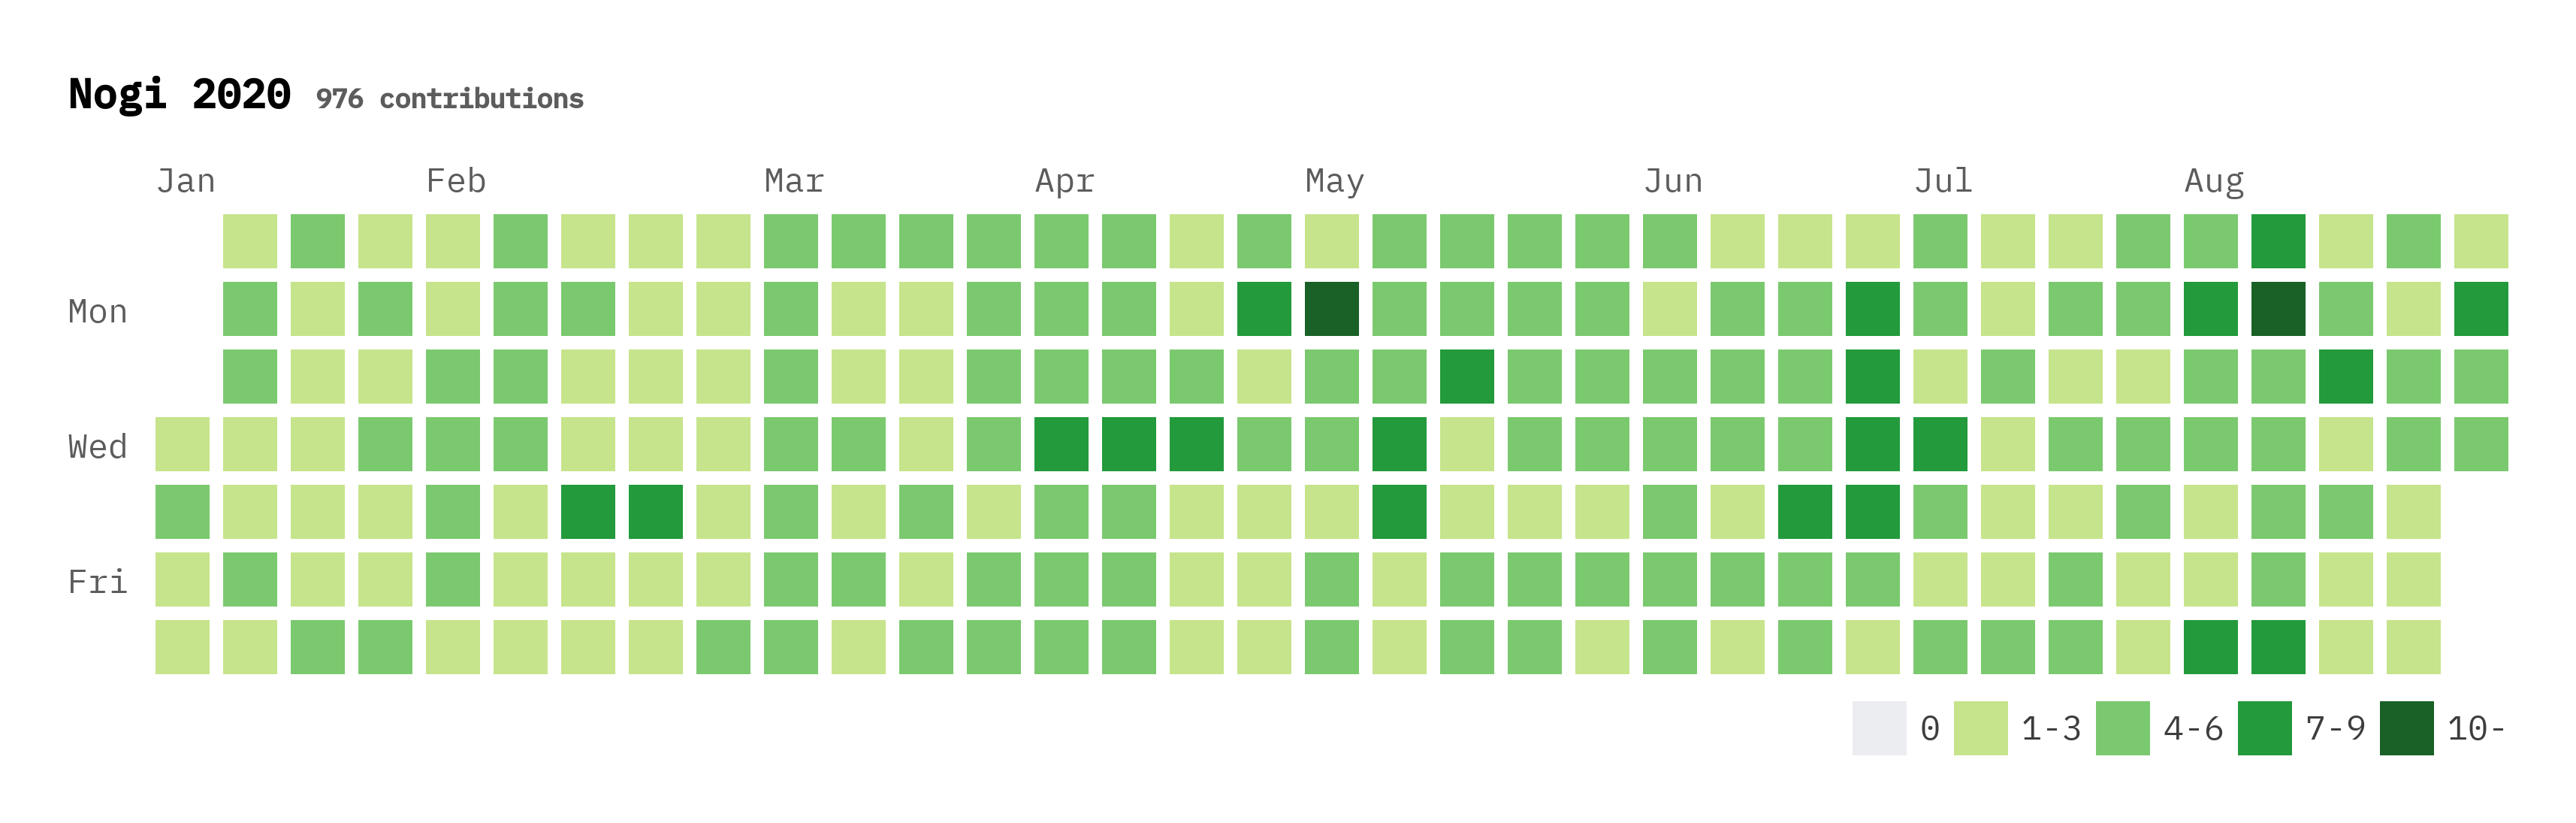 Nogi 2020 976 contributions
Jan Feb Mar Apr May Jun Jul Aug
Mon
Wed
Fri
0 1-3 4-6 7-9 10-